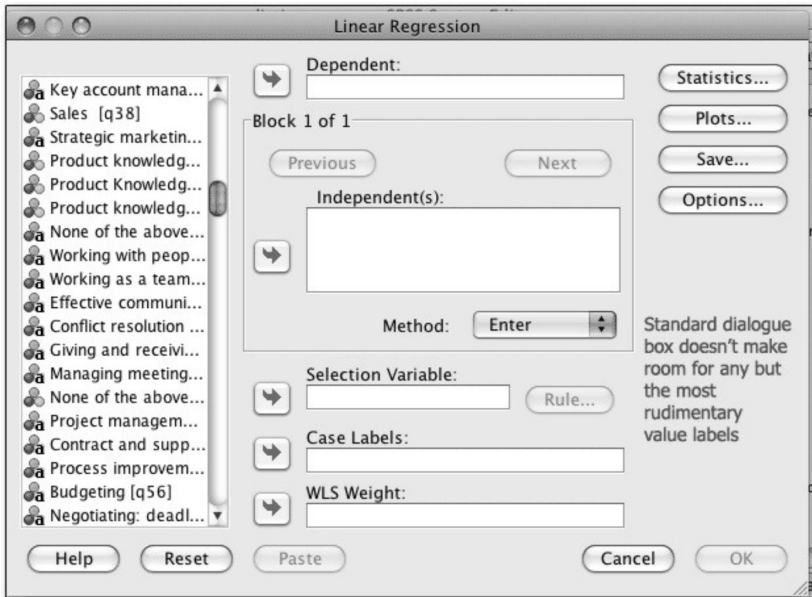 Linear Regression
Key account mana...
Sales [q38]
Strategic marketin...
Product knowledg...
Product Knowledg...
Product knowledg...
None of the above...
Working with peop...
Working as a team...
Effective communi...
Conflict resolution ...
Giving and receivi...
Managing meeting...
None of the above...
Project managem...
Contract and supp...
Process improvem...
Budgeting [q56]
Negotiating: deadl...
Dependent:
Block 1 of 1
Previous
Next
Independent(s):
Method:
Enter
Selection Variable:
Rule...
Case Labels:
WLS Weight:
Statistics...
Plots...
Save...
Options...
Standard dialogue
box doesn't make
room for any but
the most
rudimentary
value labels
Help
Reset
Paste
Cancel
OK